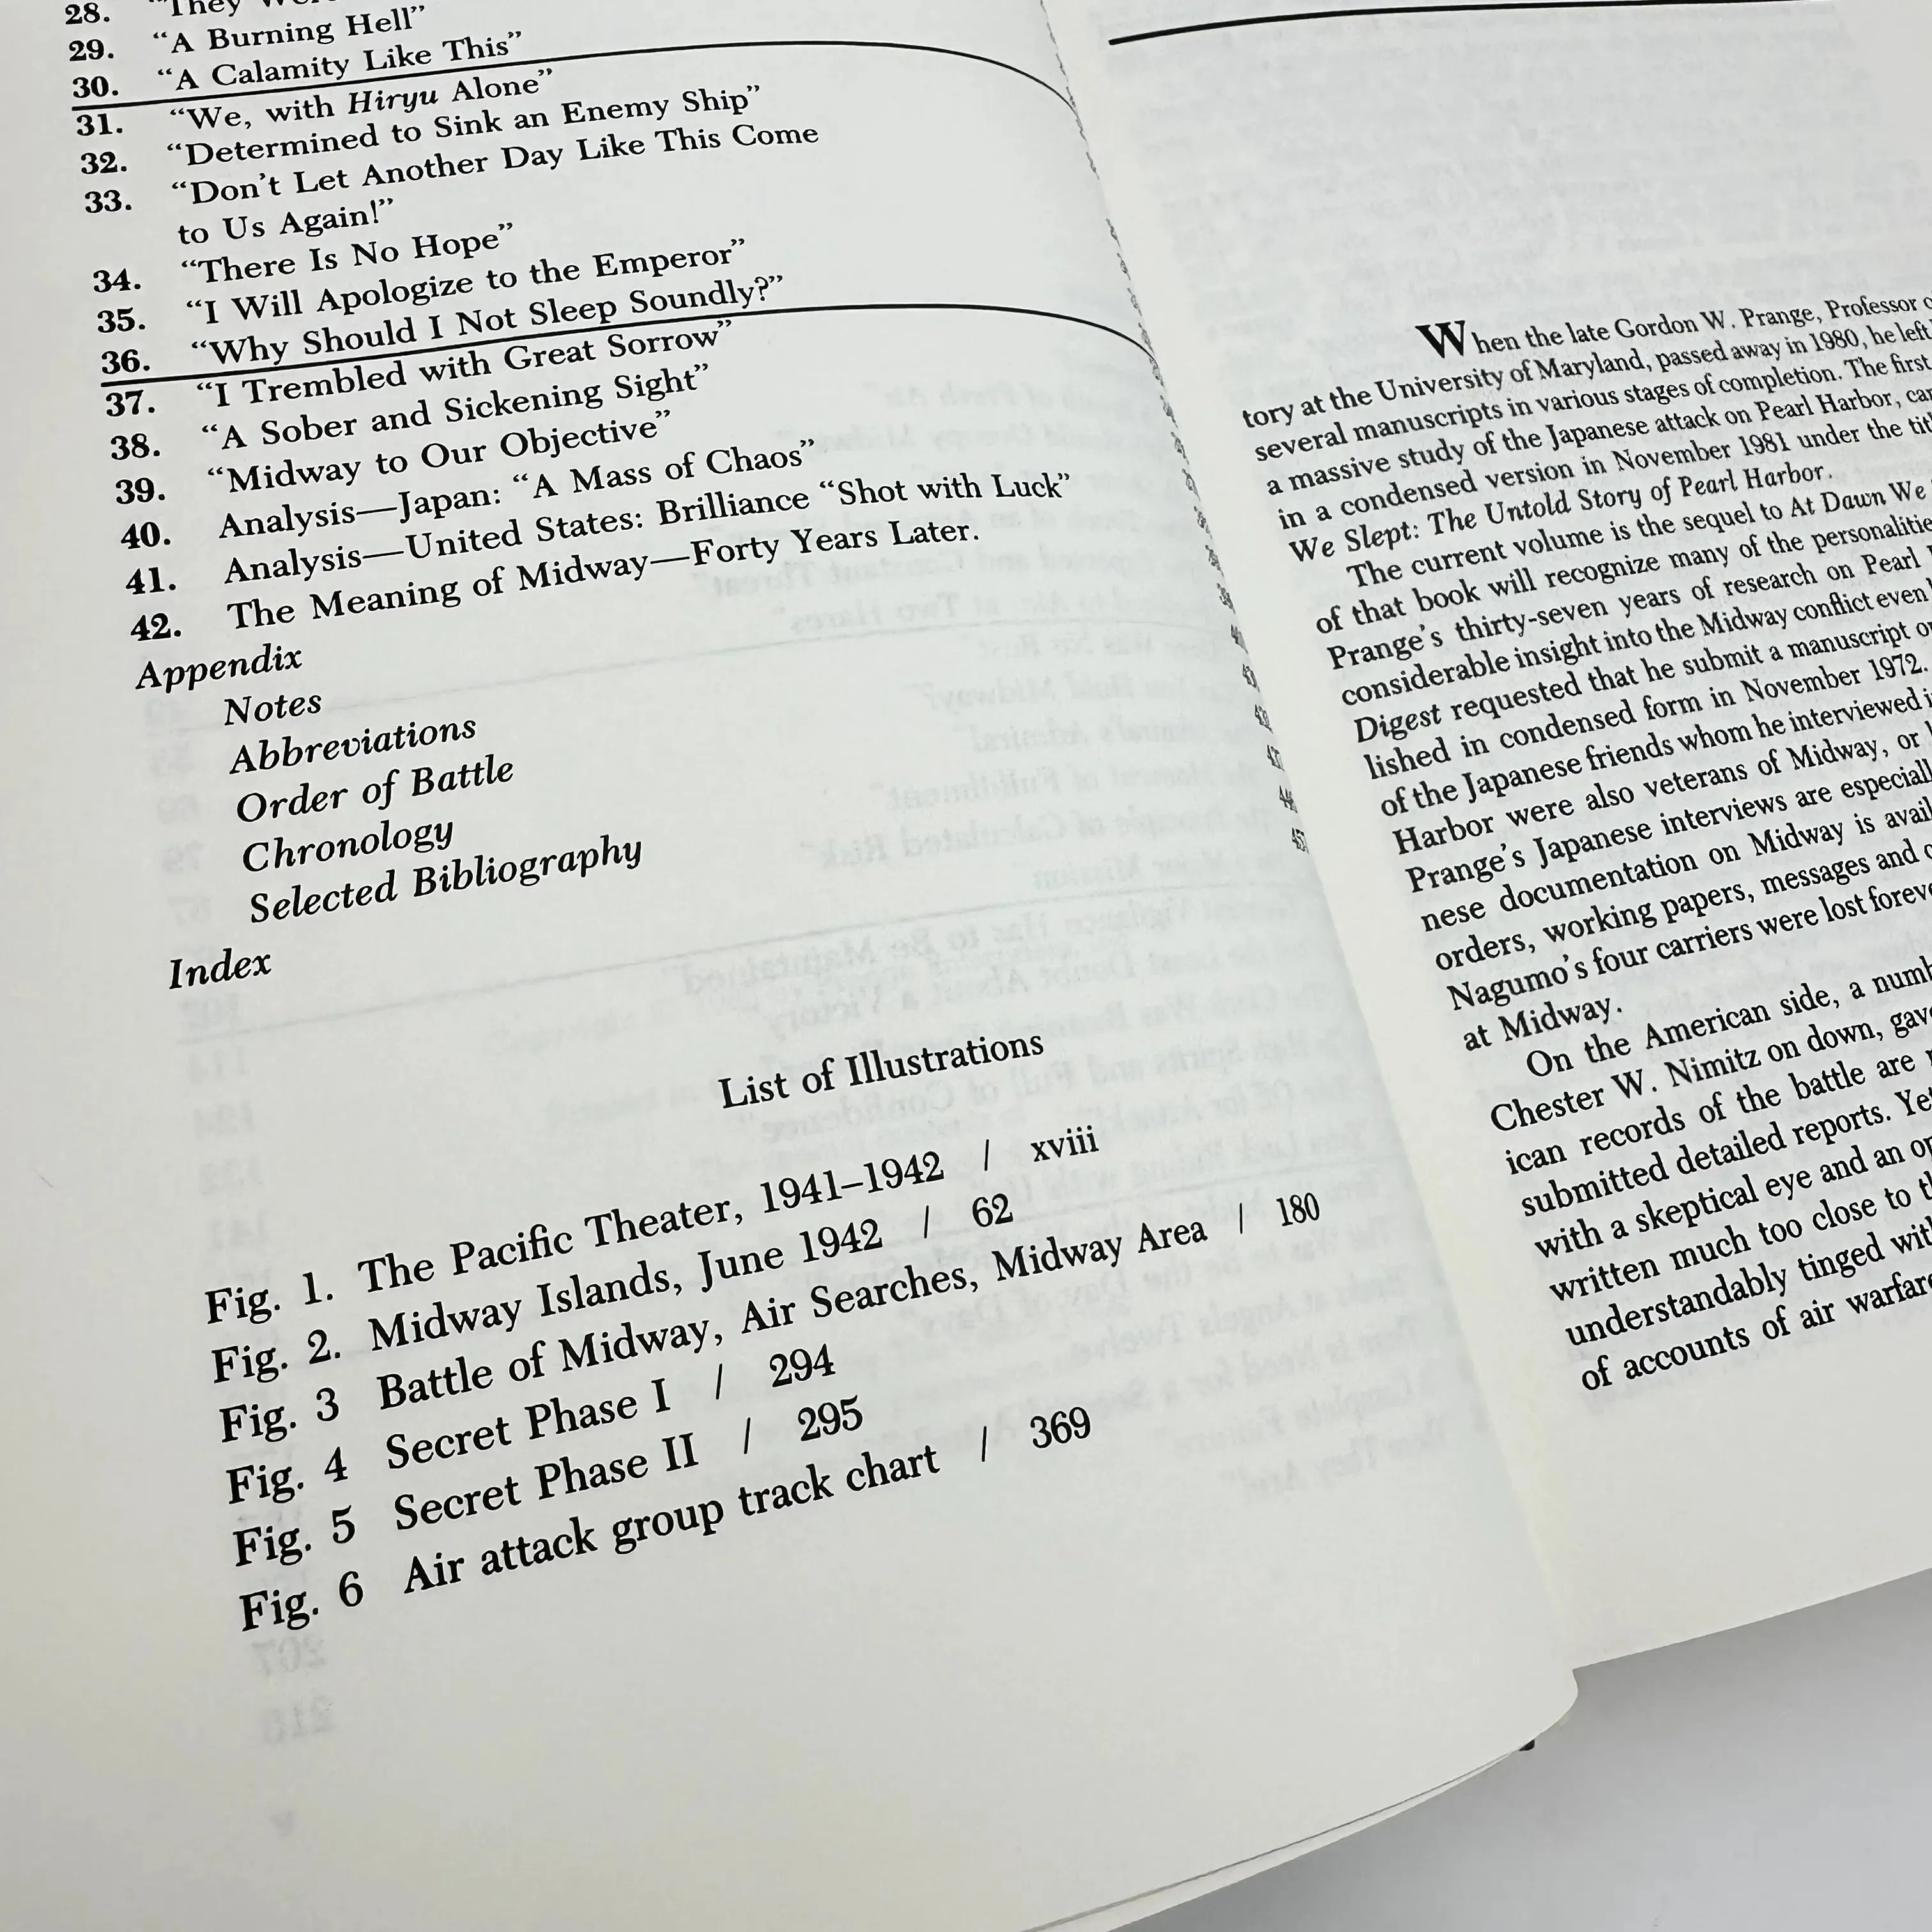 28. "They
29. "A Burning Hell"
30. "A Calamity Like This"
31. "We, with Hiryu Alone"
32. "Determined to Sink an Enemy Ship"
33. "Don't Let Another Day Like This Come
to Us Again!"
34. "There Is No Hope"
35. "I Will Apologize to the Emperor"
36. "Why Should I Not Sleep Soundly?"
37. "I Trembled with Great Sorrow"
38. "A Sober and Sickening Sight"
39. "Midway to Our Objective"
40. Analysis—Japan: "A Mass of Chaos"
41. Analysis—United States: Brilliance "Shot with Luck"
42. The Meaning of Midway—Forty Years Later.
Appendix
Notes
Abbreviations
Order of Battle
Chronology
Selected Bibliography
Index
List of Illustrations
Fig. 1. The Pacific Theater, 1941–1942 / xviii
Fig. 2. Midway Islands, June 1942 / 62
Fig. 3 Battle of Midway, Air Searches, Midway Area / 180
Fig. 4 Secret Phase I / 294
Fig. 5 Secret Phase II / 295
Fig. 6 Air attack group track chart / 369
When the late Gordon W. Prange, Professor
tory at the University of Maryland, passed away in 1980, he left
several manuscripts in various stages of completion. The first
a massive study of the Japanese attack on Pearl Harbor,
in a condensed version in November 1981 under the
We Slept: The Untold Story of Pearl Harbor.
The current volume is the sequel to At Dawn We
of that book will recognize many of the
Prange's thirty-seven years of research on Pearl
considerable insight into the Midway conflict even
Digest requested that he submit a manuscript
lished in condensed form in November 1972.
of the Japanese friends whom he interviewed
Harbor were also veterans of Midway, or
Prange's Japanese interviews are
nese documentation on Midway is
orders, working papers, messages and
Nagumo's four carriers were lost
at Midway.
On the American side, a
Chester W. Nimitz on down,
ican records of the battle are
submitted detailed reports.
with a skeptical eye and an
written much too close to
understandably tinged
of accounts of air